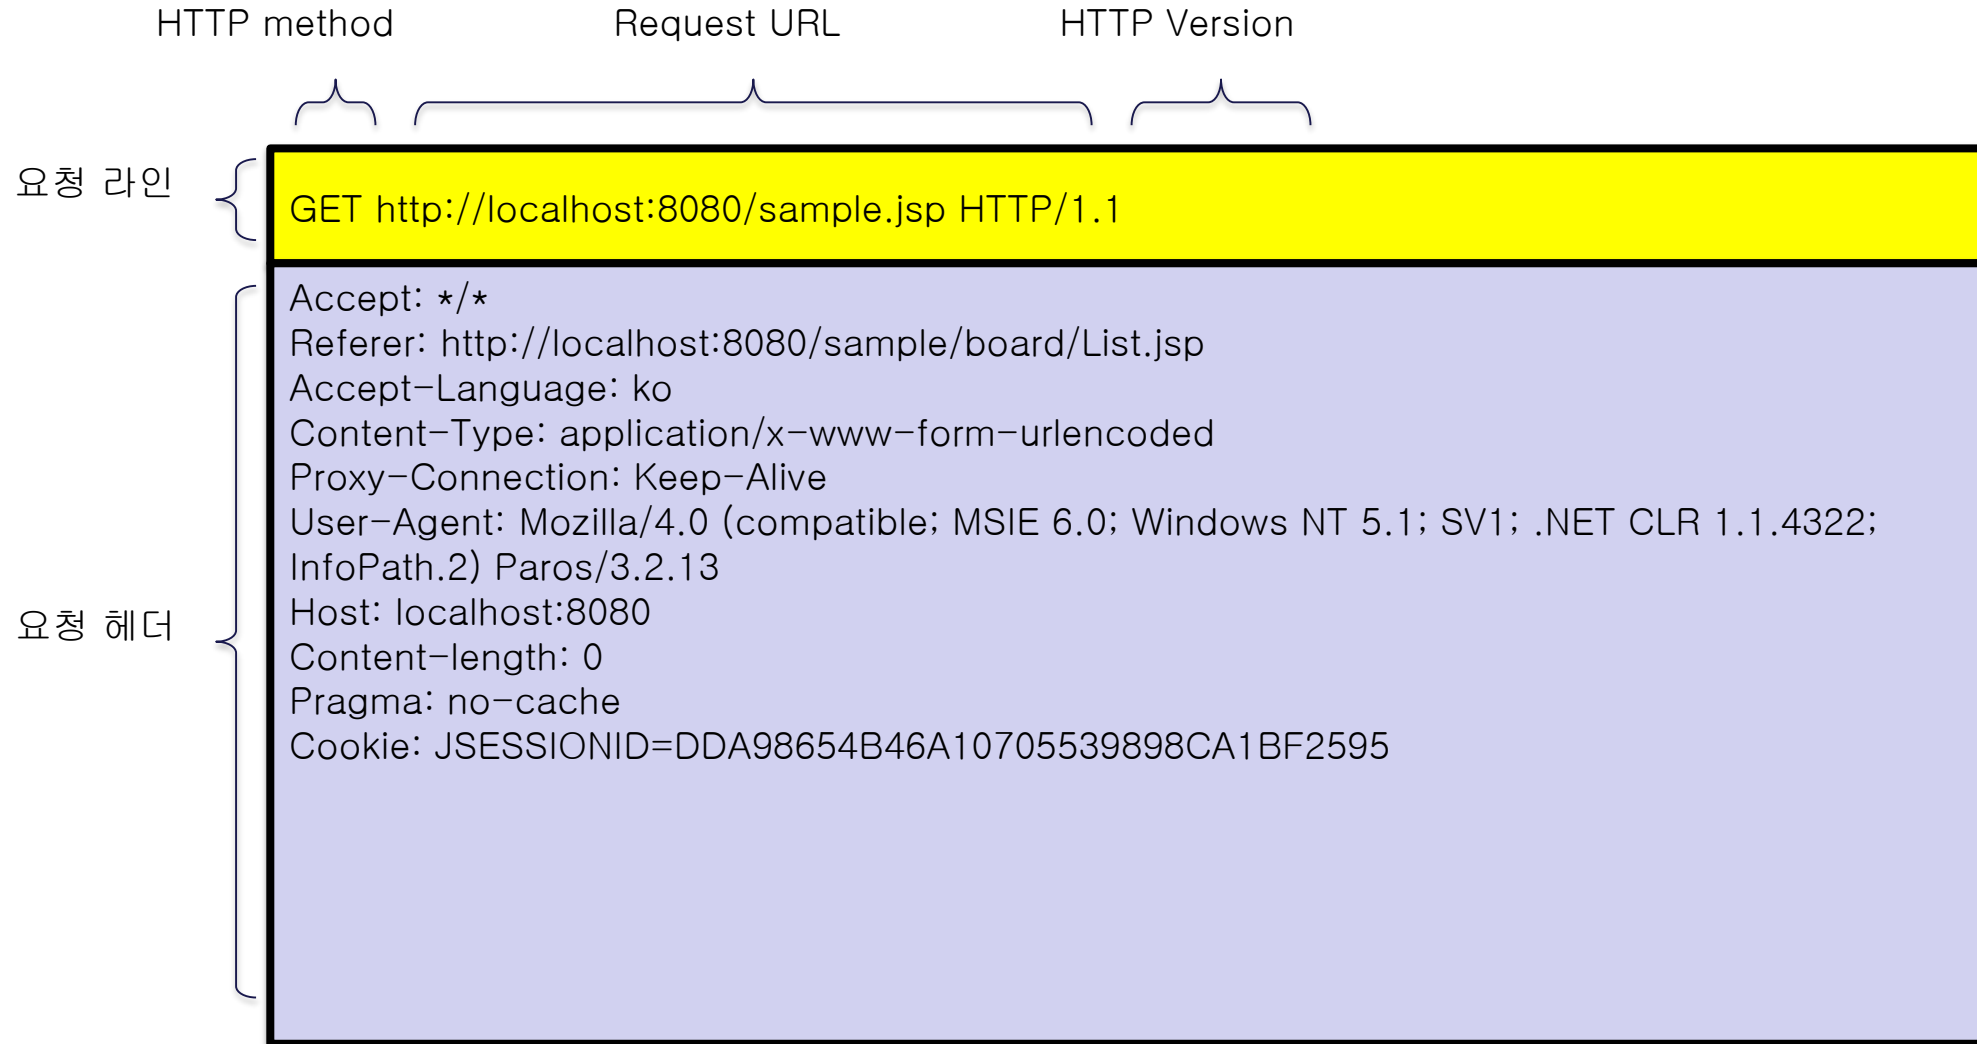 HTTP method Request URL HTTP Version
요청 라인
GET http://localhost:8080/sample.jsp HTTP/1.1
Accept: */*
Referer: http://localhost:8080/sample/board/List.jsp
Accept-Language: ko
Content-Type: application/x-www-form-urlencoded
Proxy-Connection: Keep-Alive
User-Agent: Mozilla/4.0 (compatible; MSIE 6.0; Windows NT 5.1; SV1; .NET CLR 1.1.4322;
InfoPath.2) Paros/3.2.13
요청 헤더
Host: localhost:8080
Content-length: 0
Pragma: no-cache
Cookie: JSESSIONID=DDA98654B46A10705539898CA1BF2595